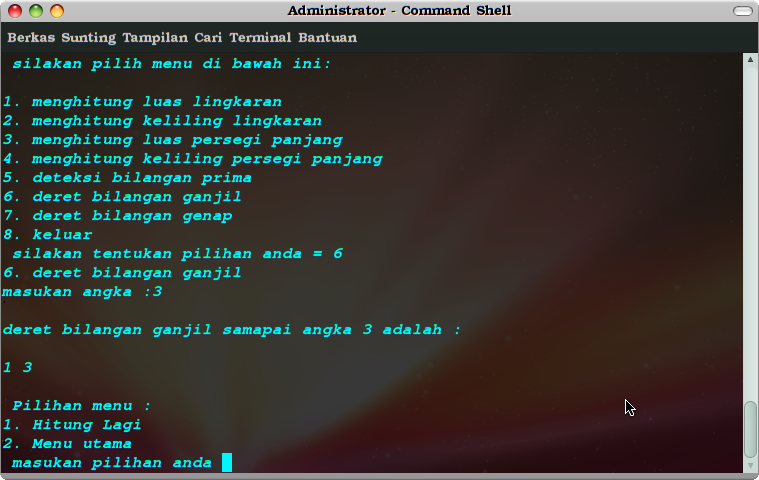 Administrator - Command Shell
Berkas Sunting Tampilan Cari Terminal Bantuan
silakan pilih menu di bawah ini:
1. menghitung luas lingkaran
2. menghitung keliling lingkaran
3. menghitung luas persegi panjang
4. menghitung keliling persegi panjang
5. deteksi bilangan prima
6. deret bilangan ganjil
7. deret bilangan genap
8. keluar
silakan tentukan pilihan anda = 6
6. deret bilangan ganjil
masukan angka :3
deret bilangan ganjil samapai angka 3 adalah :
1 3
Pilihan menu :
1. Hitung Lagi
2. Menu utama
masukan pilihan anda